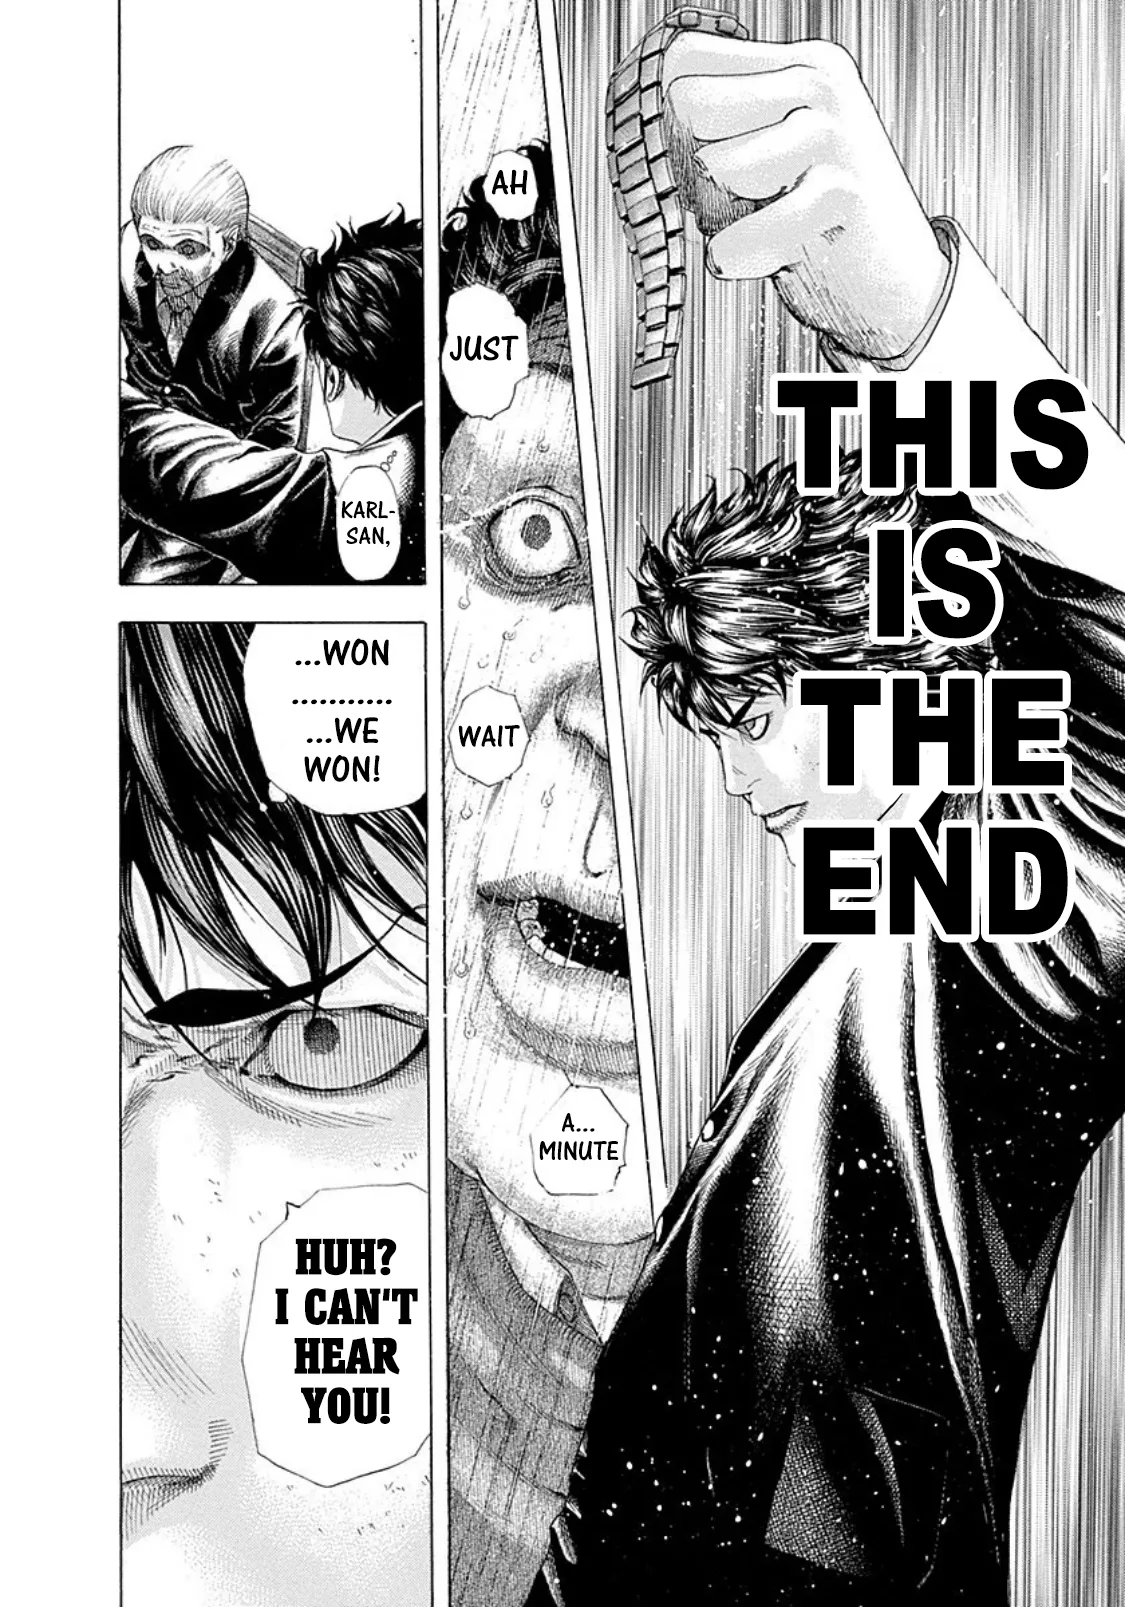 THIS
IS
THE
END
AH
JUST
WAIT
A...
MINUTE
KARL-
SAN,
...WON
...........
...WE
WON!
HUH?
I CAN'T
HEAR
YOU!